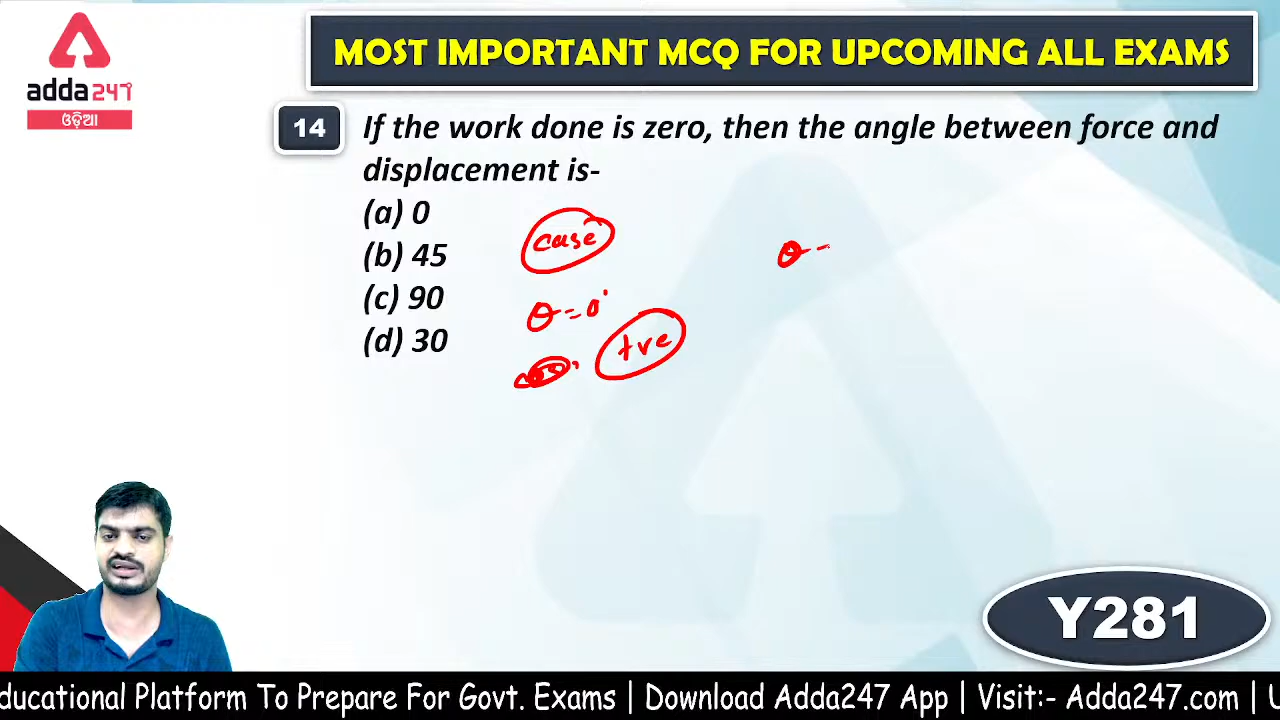 adda247
ଓଡ଼ିଆ
MOST IMPORTANT MCQ FOR UPCOMING ALL EXAMS
14
If the work done is zero, then the angle between force and
displacement is-
(a) 0
(b) 45
(c) 90
(d) 30
case
θ = 0°
+ve
θ -
Y281
ducational Platform To Prepare For Govt. Exams | Download Adda247 App | Visit:- Adda247.com |